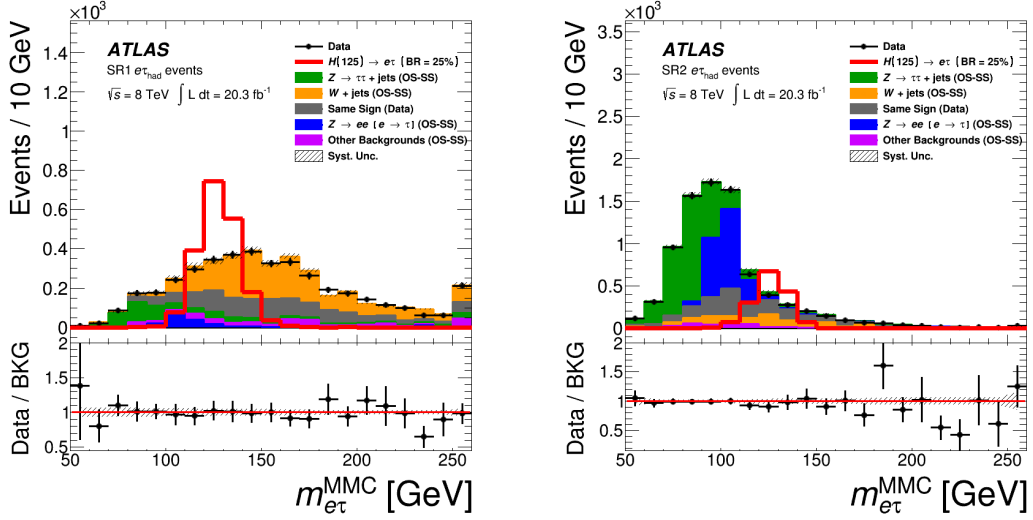 ×10³
1.4
1.2
1
0.8
0.6
0.4
0.2
0
Events / 10 GeV
ATLAS
SR1 eτhad events
√s = 8 TeV ∫ L dt = 20.3 fb⁻¹
Data
H(125) → eτ (BR = 25%)
Z → ττ + jets (OS-SS)
W + jets (OS-SS)
Same Sign (Data)
Z → ee [e → τ] (OS-SS)
Other Backgrounds (OS-SS)
Syst. Unc.
2
1.5
1
0.5
Data / BKG
50 100 150 200 250
m_eτ^MMC [GeV]
×10³
3.5
3
2.5
2
1.5
1
0.5
0
Events / 10 GeV
ATLAS
SR2 eτhad events
√s = 8 TeV ∫ L dt = 20.3 fb⁻¹
Data
H(125) → eτ (BR = 25%)
Z → ττ + jets (OS-SS)
W + jets (OS-SS)
Same Sign (Data)
Z → ee [e → τ] (OS-SS)
Other Backgrounds (OS-SS)
Syst. Unc.
2
1.5
1
0.5
Data / BKG
50 100 150 200 250
m_eτ^MMC [GeV]